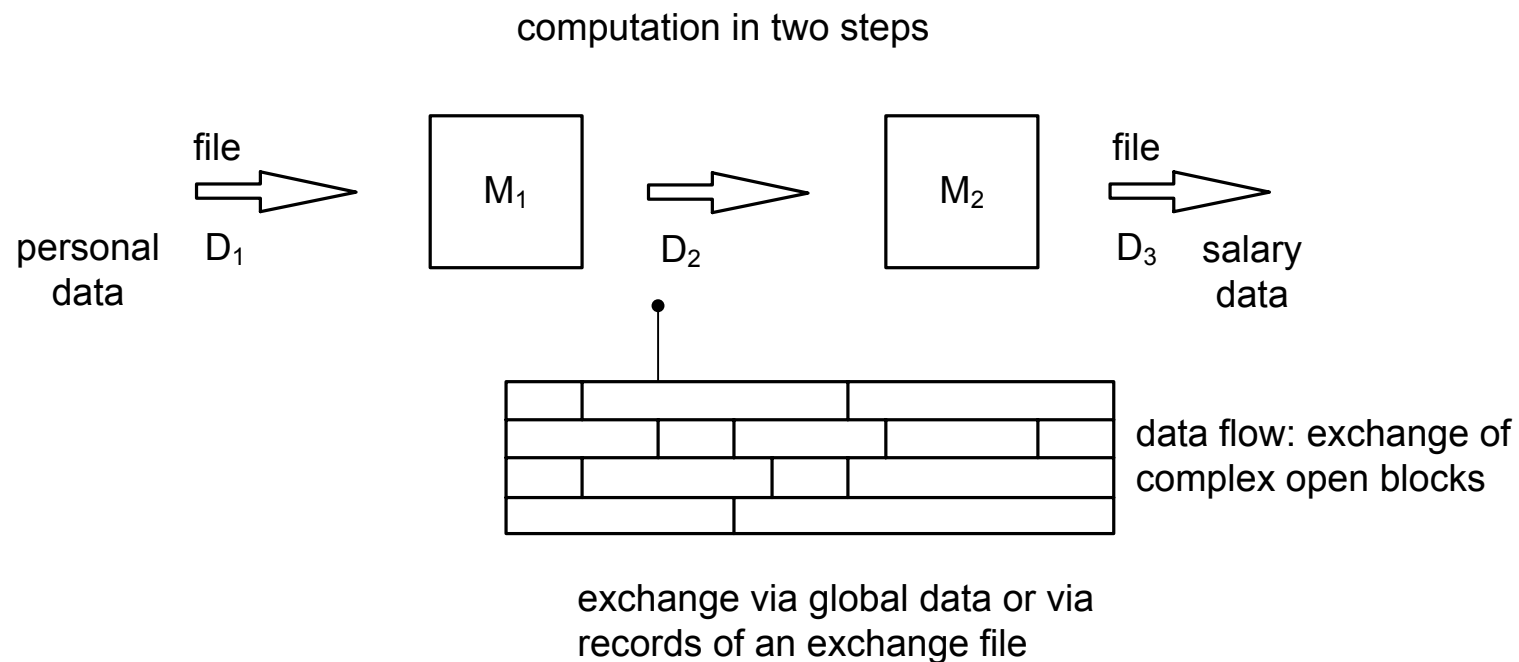 computation in two steps
file
file
M₁
M₂
personal
data
D₁
D₂
D₃
salary
data
data flow: exchange of
complex open blocks
exchange via global data or via
records of an exchange file